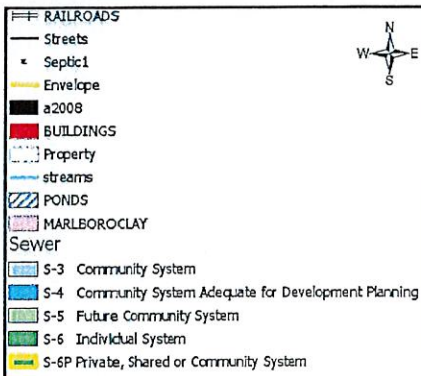 RAILROADS
Streets
Septic1
Envelope
a2008
BUILDINGS
Property
streams
PONDS
MARLBOROCLAY
Sewer
S-3 Community System
S-4 Community System Adequate for Development Planning
S-5 Future Community System
S-6 Individual System
S-6P Private, Shared or Community System
N
W E
S